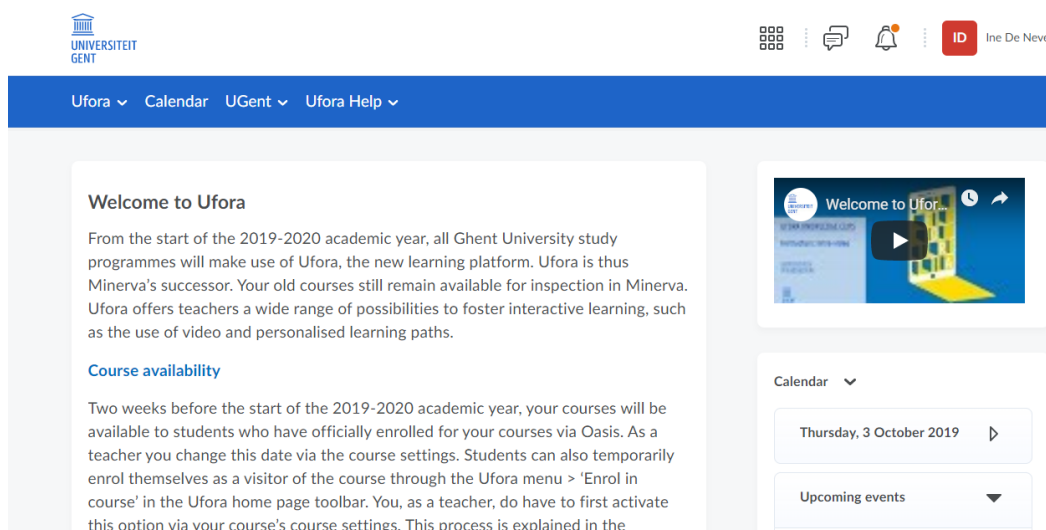 UNIVERSITEIT
GENT
ID
Ine De Neve
Ufora
Calendar
UGent
Ufora Help
Welcome to Ufora
From the start of the 2019-2020 academic year, all Ghent University study
programmes will make use of Ufora, the new learning platform. Ufora is thus
Minerva's successor. Your old courses still remain available for inspection in Minerva.
Ufora offers teachers a wide range of possibilities to foster interactive learning, such
as the use of video and personalised learning paths.
Course availability
Two weeks before the start of the 2019-2020 academic year, your courses will be
available to students who have officially enrolled for your courses via Oasis. As a
teacher you change this date via the course settings. Students can also temporarily
enrol themselves as a visitor of the course through the Ufora menu > 'Enrol in
course' in the Ufora home page toolbar. You, as a teacher, do have to first activate
this option via your course's course settings. This process is explained in the
Welcome to Ufor...
Calendar
Thursday, 3 October 2019
Upcoming events